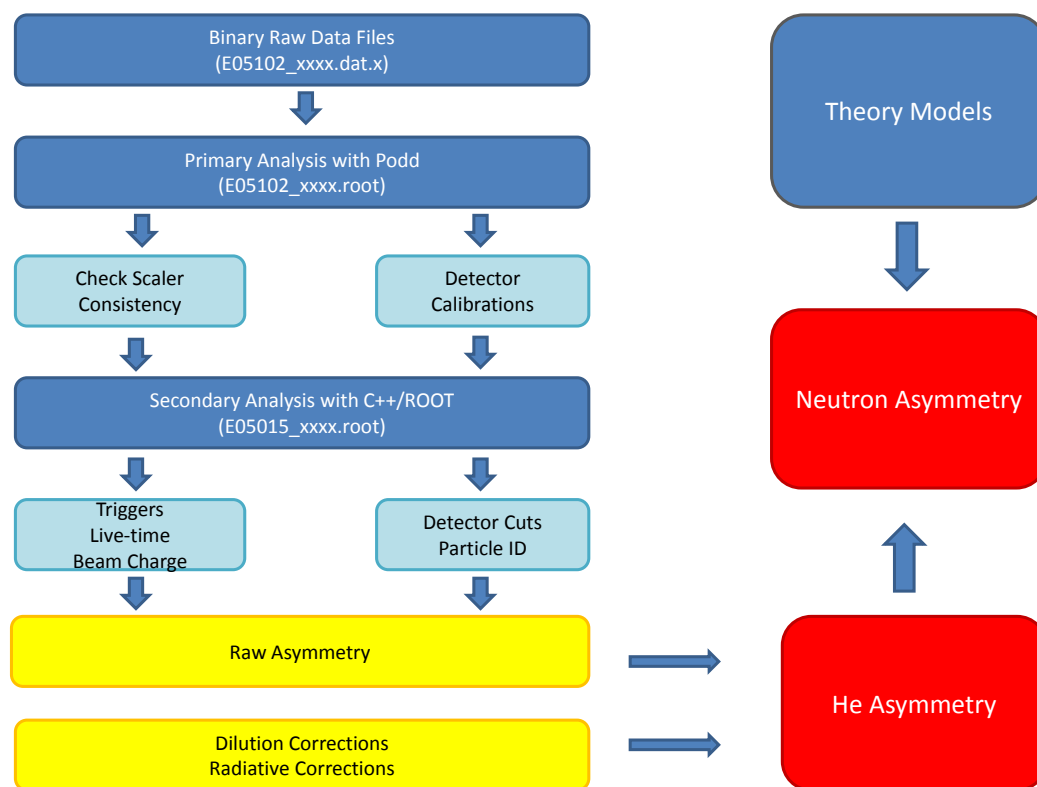 Binary Raw Data Files
(E05102_xxxx.dat.x)
Primary Analysis with Podd
(E05102_xxxx.root)
Check Scaler
Consistency
Detector
Calibrations
Secondary Analysis with C++/ROOT
(E05015_xxxx.root)
Triggers
Live-time
Beam Charge
Detector Cuts
Particle ID
Raw Asymmetry
Dilution Corrections
Radiative Corrections
Theory Models
Neutron Asymmetry
He Asymmetry